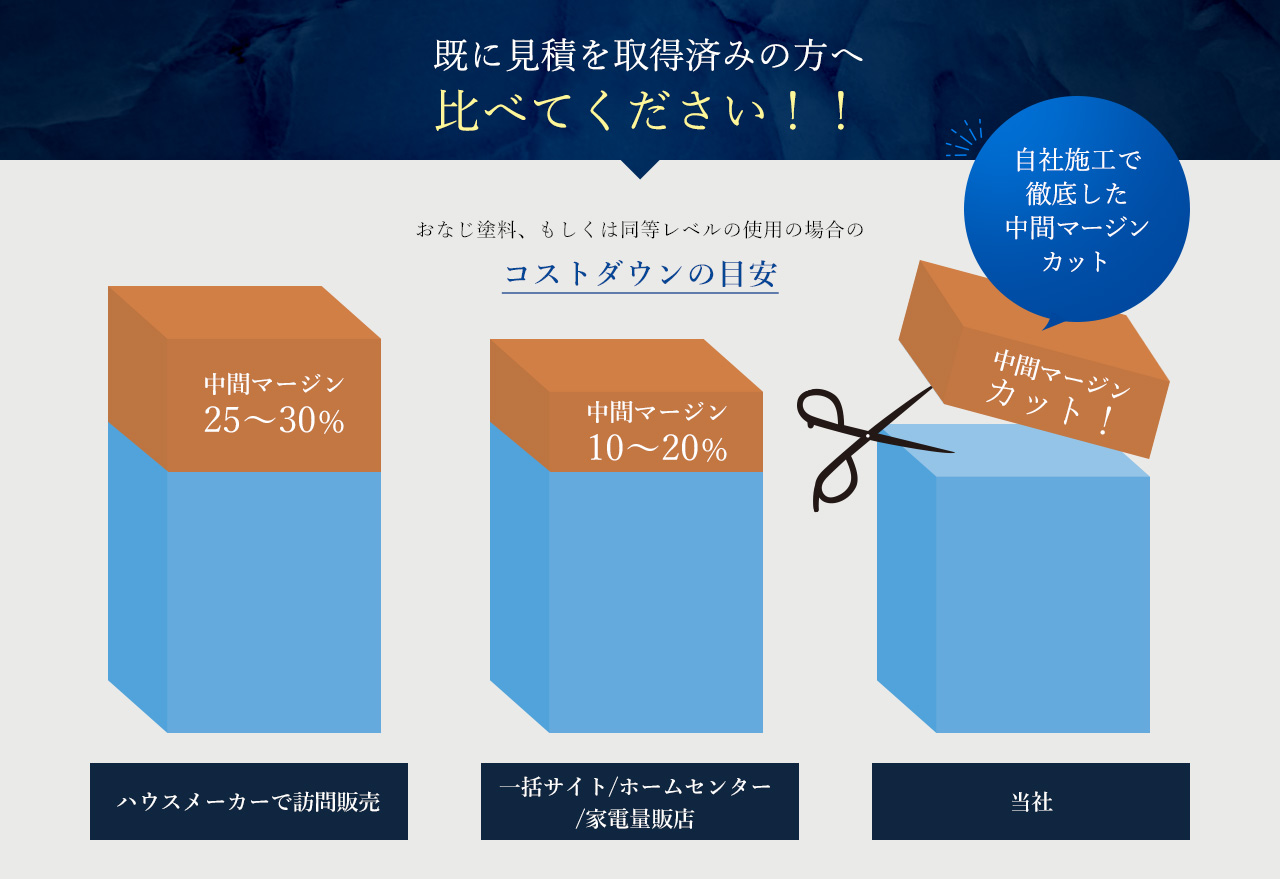 既に見積を取得済みの方へ
比べてください！！
自社施工で
徹底した
中間マージン
カット
おなじ塗料、もしくは同等レベルの使用の場合の
コストダウンの目安
中間マージン
25〜30%
中間マージン
10〜20%
中間マージン
カット！
ハウスメーカーで訪問販売
一括サイト/ホームセンター
/家電量販店
当社